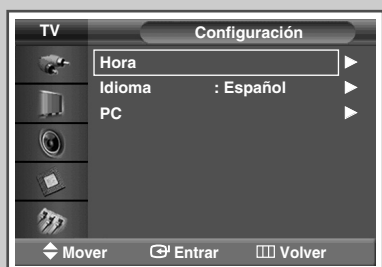 TV Configuración
Hora
Idioma : Español
PC
Mover Entrar Volver